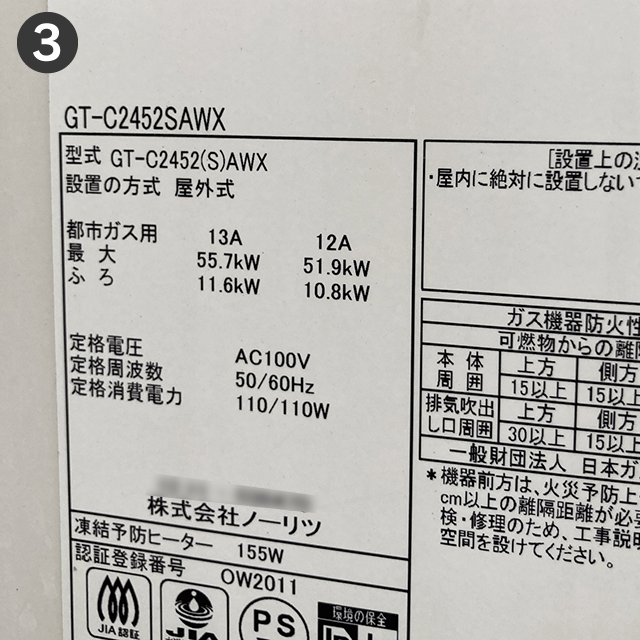 3
GT-C2452SAWX
型式 GT-C2452(S)AWX
設置の方式 屋外式
都市ガス用 13A 12A
最大 55.7kW 51.9kW
ふろ 11.6kW 10.8kW
定格電圧 AC100V
定格周波数 50/60Hz
定格消費電力 110/110W
株式会社ノーリツ
凍結予防ヒーター 155W
認証登録番号 OW2011
JIA認証
JIA
PS
環境の保全
[設置上の注
・屋内に絶対に設置しない
ガス機器防火性
可燃物からの離隔
本体周囲 上方 側方
15以上 15以上
排気吹出し口周囲 上方 側方
30以上 15以上
一般財団法人 日本ガ
*機器前方は、火災予防上
cm以上の離隔距離が必要
検・修理のため、工事説明
空間を設けてください。